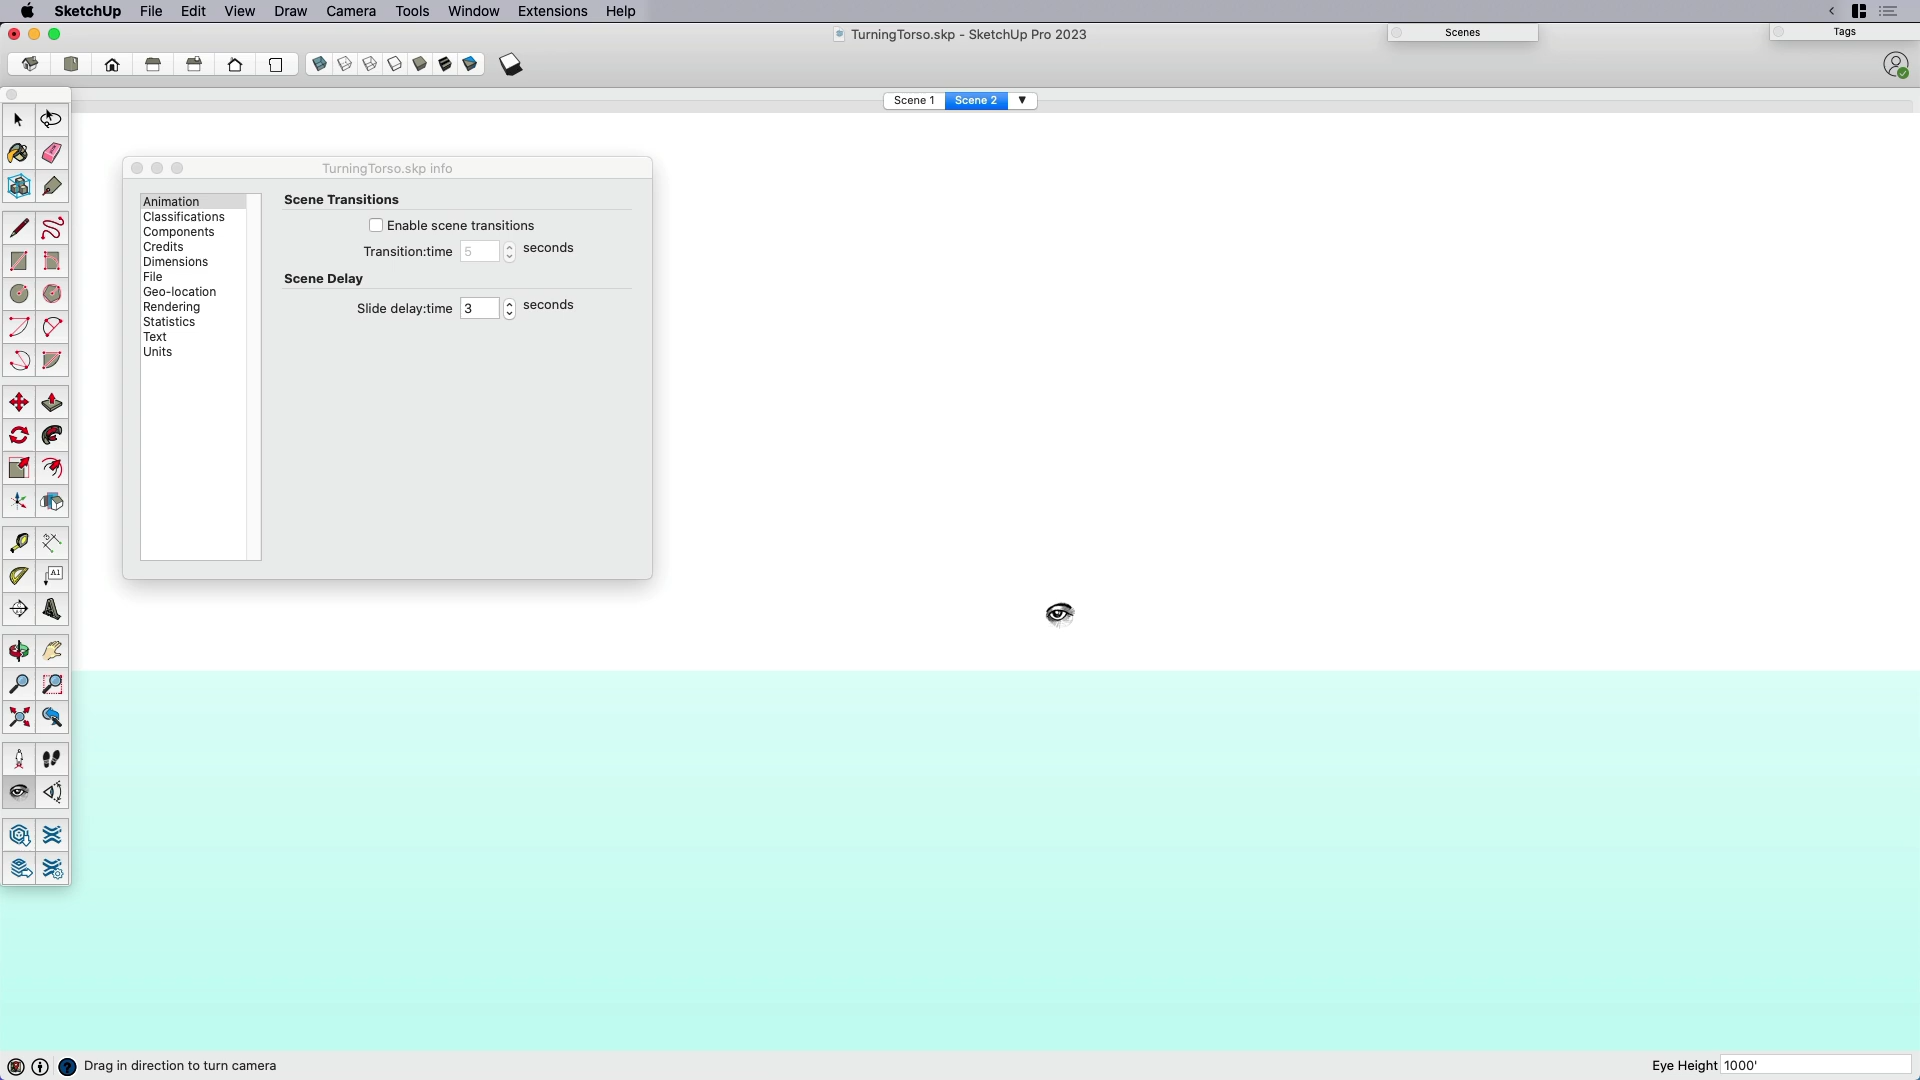 SketchUp File Edit View Draw Camera Tools Window Extensions Help
TurningTorso.skp - SketchUp Pro 2023
Scenes
Tags
Scene 1 Scene 2
TurningTorso.skp info
Animation
Classifications
Components
Credits
Dimensions
File
Geo-location
Rendering
Statistics
Text
Units
Scene Transitions
Enable scene transitions
Transition:time 5 seconds
Scene Delay
Slide delay:time 3 seconds
A1
Drag in direction to turn camera
Eye Height 1000'